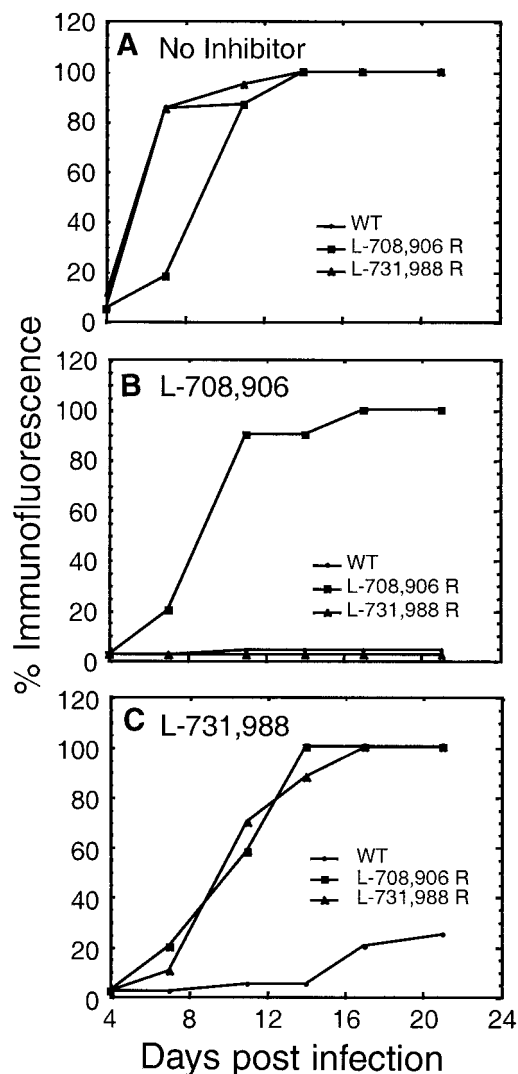 A No Inhibitor
120
100
80
60
40
20
0
WT
L-708,906 R
L-731,988 R
% Immunofluorescence
B L-708,906
120
100
80
60
40
20
0
WT
L-708,906 R
L-731,988 R
C L-731,988
120
100
80
60
40
20
0
WT
L-708,906 R
L-731,988 R
4 8 12 16 20 24
Days post infection